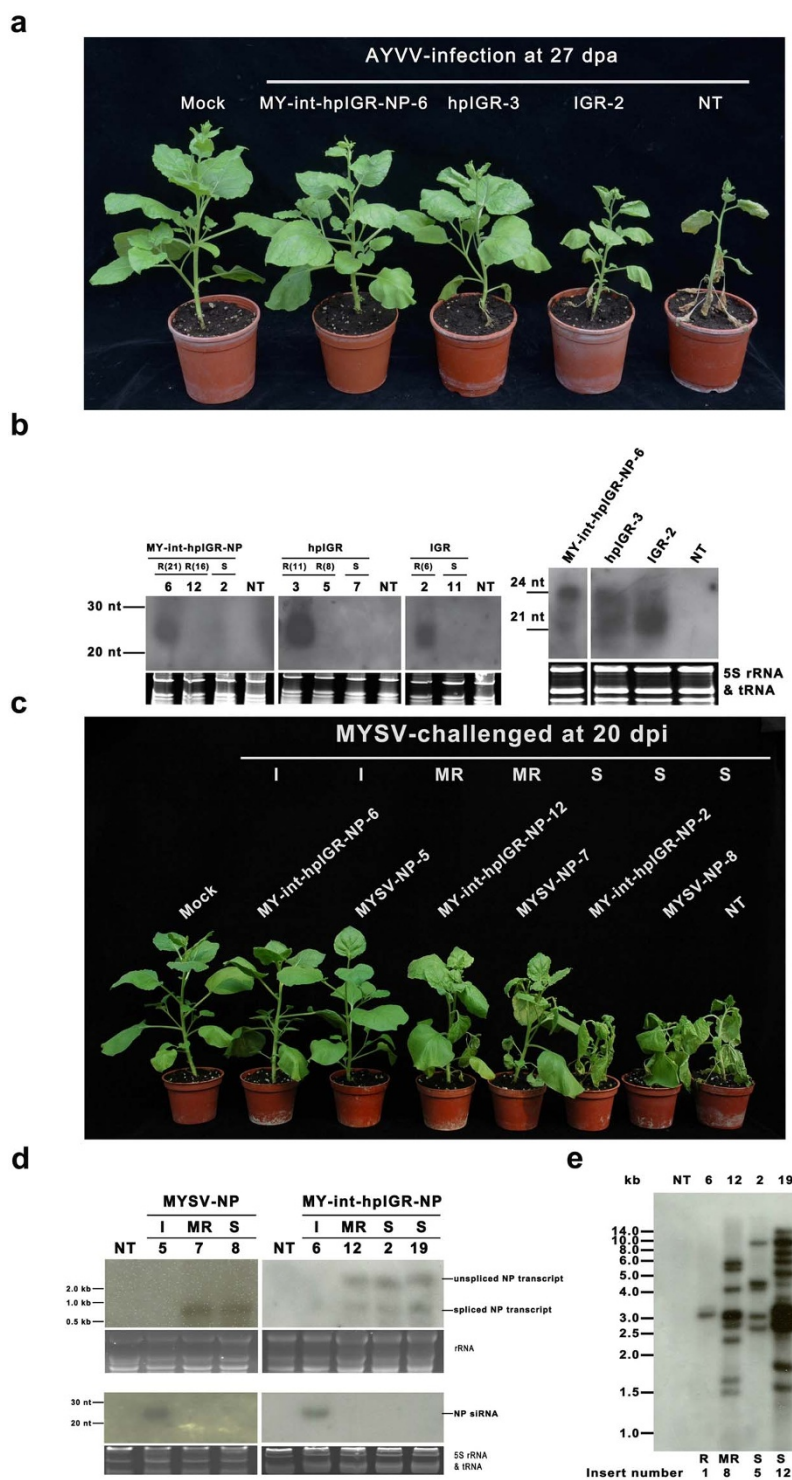 a
AYVV-infection at 27 dpa
Mock MY-int-hpIGR-NP-6 hpIGR-3 IGR-2 NT
b
MY-int-hpIGR-NP hpIGR IGR
R(21) R(16) S R(11) R(8) S R(6) S
6 12 2 NT 3 5 7 NT 2 11 NT
30 nt
20 nt
MY-int-hpIGR-NP-6 hpIGR-3 IGR-2 NT
24 nt
21 nt
5S rRNA
& tRNA
c
MYSV-challenged at 20 dpi
I I MR MR S S S
Mock MY-int-hpIGR-NP-6 MYSV-NP-5 MY-int-hpIGR-NP-12 MYSV-NP-7 MY-int-hpIGR-NP-2 MYSV-NP-8 NT
d
MYSV-NP MY-int-hpIGR-NP
I MR S I MR S S
NT 5 7 8 NT 6 12 2 19
2.0 kb
1.0 kb
0.5 kb
unspliced NP transcript
spliced NP transcript
rRNA
30 nt
20 nt
NP siRNA
5S rRNA
& tRNA
e
kb NT 6 12 2 19
14.0
10.0
8.0
6.0
5.0
4.0
3.0
2.5
2.0
1.5
1.0
R MR S S
Insert number 1 8 5 12